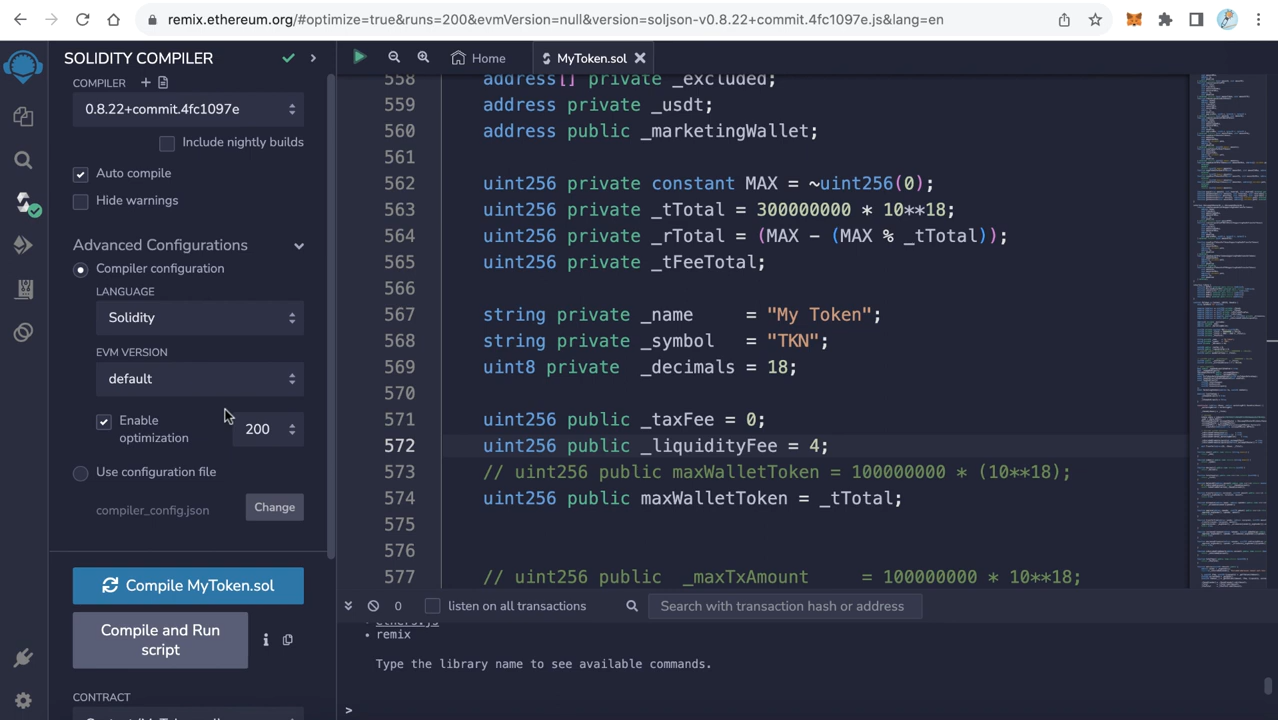 remix.ethereum.org/#optimize=true&runs=200&evmVersion=null&version=soljson-v0.8.22+commit.4fc1097e.js&lang=en
SOLIDITY COMPILER
COMPILER
0.8.22+commit.4fc1097e
Include nightly builds
Auto compile
Hide warnings
Advanced Configurations
Compiler configuration
LANGUAGE
Solidity
EVM VERSION
default
Enable optimization
200
Use configuration file
compiler_config.json
Change
Compile MyToken.sol
Compile and Run
script
CONTRACT
Home
MyToken.sol
558 address[] private _excluded;
559 address private _usdt;
560 address public _marketingWallet;
561
562 uint256 private constant MAX = ~uint256(0);
563 uint256 private _tTotal = 300000000 * 10**18;
564 uint256 private _rTotal = (MAX - (MAX % _tTotal));
565 uint256 private _tFeeTotal;
566
567 string private _name = "My Token";
568 string private _symbol = "TKN";
569 uint8 private _decimals = 18;
570
571 uint256 public _taxFee = 0;
572 uint256 public _liquidityFee = 4;
573 // uint256 public maxWalletToken = 100000000 * (10**18);
574 uint256 public maxWalletToken = _tTotal;
575
576
577 // uint256 public _maxTxAmount = 100000000 * 10**18;
0
listen on all transactions
Search with transaction hash or address
• ethers.js
• remix
Type the library name to see available commands.
>